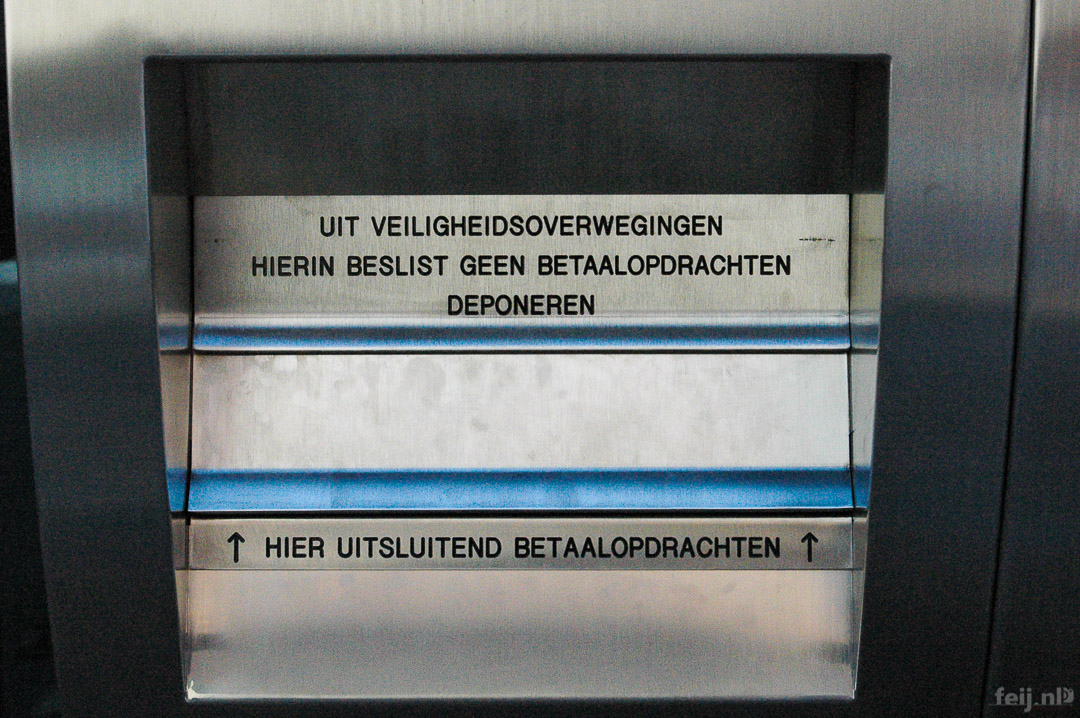 UIT VEILIGHEIDSOVERWEGINGEN
HIERIN BESLIST GEEN BETAALOPDRACHTEN
DEPONEREN
↑ HIER UITSLUITEND BETAALOPDRACHTEN ↑
feij.nl